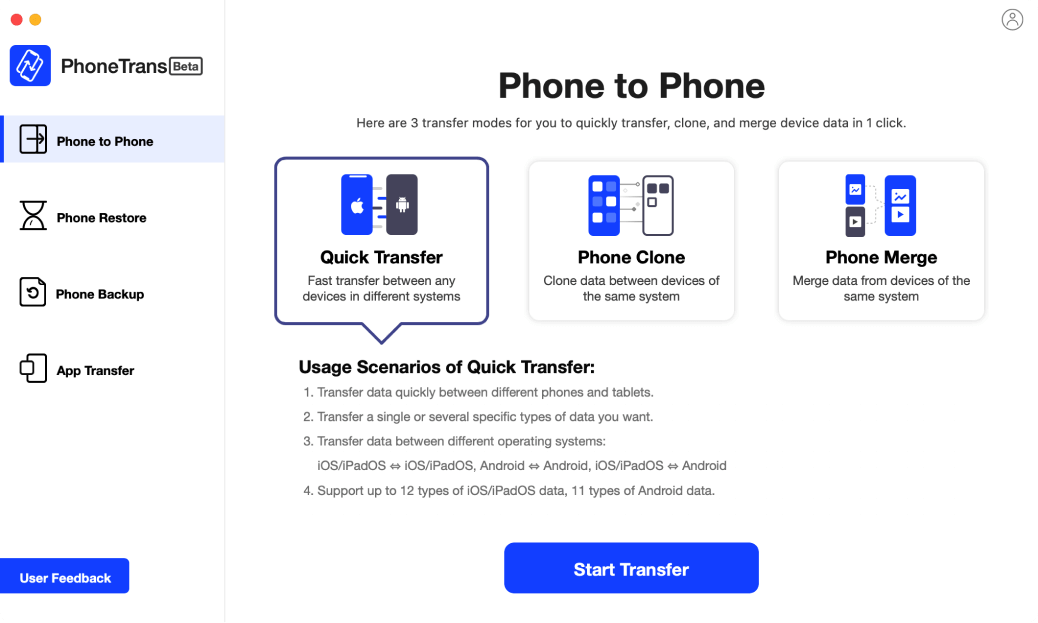 PhoneTrans Beta
Phone to Phone
Phone Restore
Phone Backup
App Transfer
User Feedback
Phone to Phone
Here are 3 transfer modes for you to quickly transfer, clone, and merge device data in 1 click.
Quick Transfer
Fast transfer between any
devices in different systems
Phone Clone
Clone data between devices of
the same system
Phone Merge
Merge data from devices of the
same system
Usage Scenarios of Quick Transfer:
1. Transfer data quickly between different phones and tablets.
2. Transfer a single or several specific types of data you want.
3. Transfer data between different operating systems:
iOS/iPadOS ⇔ iOS/iPadOS, Android ⇔ Android, iOS/iPadOS ⇔ Android
4. Support up to 12 types of iOS/iPadOS data, 11 types of Android data.
Start Transfer